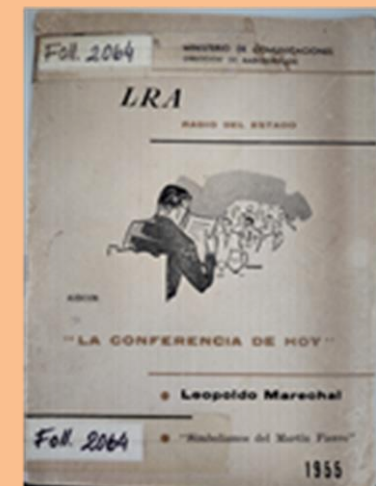 Foll. 2064
MINISTERIO DE COMUNICACIONES
LRA
RADIO DEL ESTADO
"LA CONFERENCIA DE HOY"
Leopoldo Marechal
Foll. 2064
"Simbolismos del Martín Fierro"
1955